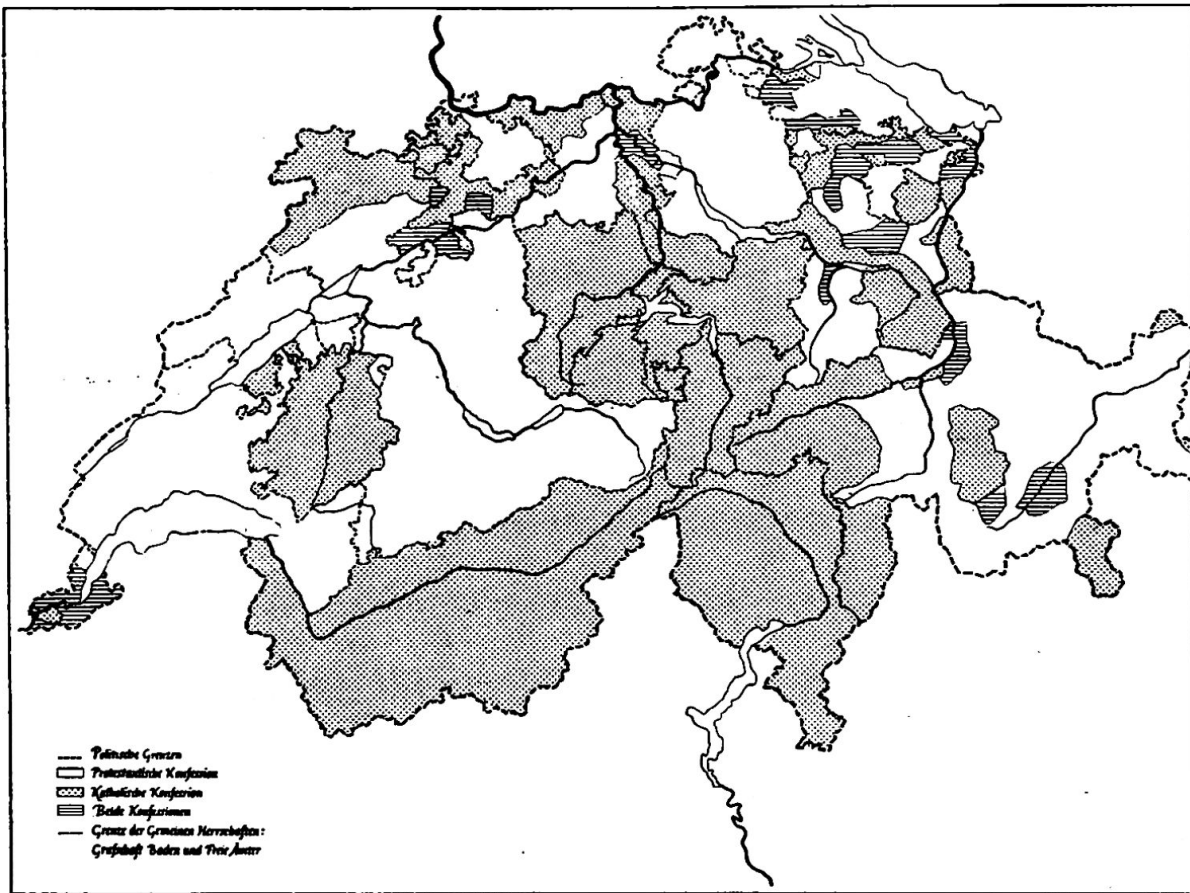 Politische Grenzen
Protestantische Konfession
Katholische Konfession
Beide Konfessionen
Grenze der Gemeinen Herrschaften:
Grafschaft Baden und Freie Ämter